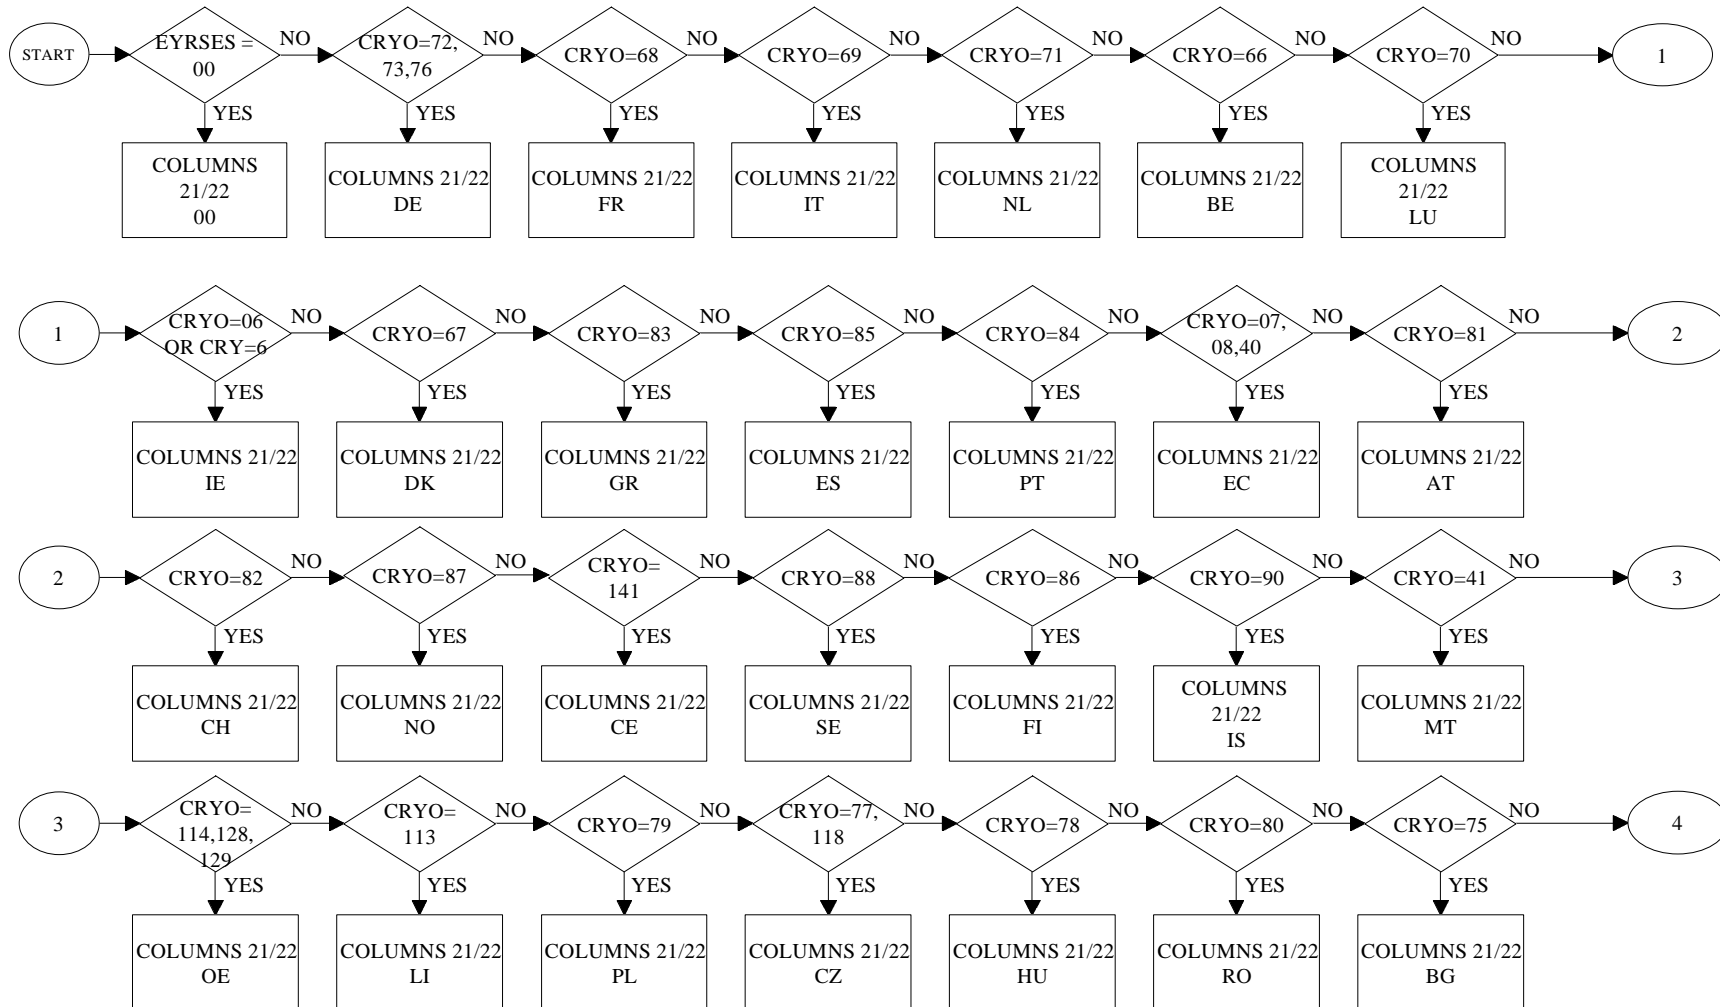 START
EYRSES =
00
NO
CRYO=72,
73,76
NO
CRYO=68
NO
CRYO=69
NO
CRYO=71
NO
CRYO=66
NO
CRYO=70
NO
1
YES
YES
YES
YES
YES
YES
YES
COLUMNS
21/22
00
COLUMNS 21/22
DE
COLUMNS 21/22
FR
COLUMNS 21/22
IT
COLUMNS 21/22
NL
COLUMNS 21/22
BE
COLUMNS
21/22
LU
1
CRYO=06
OR CRY=6
NO
CRYO=67
NO
CRYO=83
NO
CRYO=85
NO
CRYO=84
NO
CRYO=07,
08,40
NO
CRYO=81
NO
2
YES
YES
YES
YES
YES
YES
YES
COLUMNS 21/22
IE
COLUMNS 21/22
DK
COLUMNS 21/22
GR
COLUMNS 21/22
ES
COLUMNS 21/22
PT
COLUMNS 21/22
EC
COLUMNS 21/22
AT
2
CRYO=82
NO
CRYO=87
NO
CRYO=
141
NO
CRYO=88
NO
CRYO=86
NO
CRYO=90
NO
CRYO=41
NO
3
YES
YES
YES
YES
YES
YES
YES
COLUMNS 21/22
CH
COLUMNS 21/22
NO
COLUMNS 21/22
CE
COLUMNS 21/22
SE
COLUMNS 21/22
FI
COLUMNS
21/22
IS
COLUMNS 21/22
MT
3
CRYO=
114,128,
129
NO
CRYO=
113
NO
CRYO=79
NO
CRYO=77,
118
NO
CRYO=78
NO
CRYO=80
NO
CRYO=75
NO
4
YES
YES
YES
YES
YES
YES
YES
COLUMNS 21/22
OE
COLUMNS 21/22
LI
COLUMNS 21/22
PL
COLUMNS 21/22
CZ
COLUMNS 21/22
HU
COLUMNS 21/22
RO
COLUMNS 21/22
BG